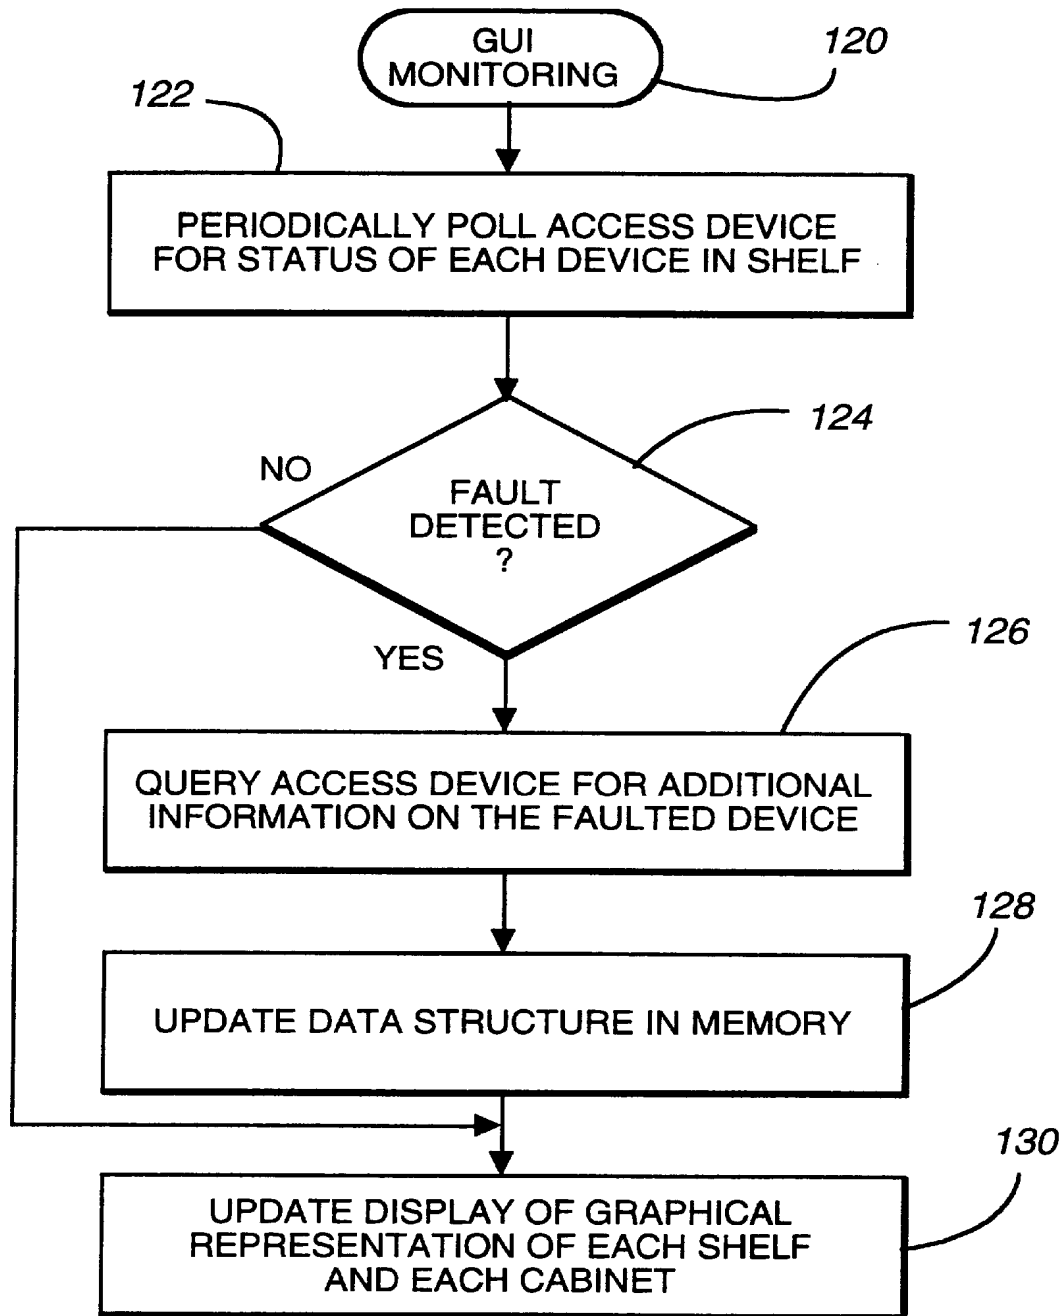 GUI
MONITORING
120
122
PERIODICALLY POLL ACCESS DEVICE
FOR STATUS OF EACH DEVICE IN SHELF
124
NO
FAULT
DETECTED
?
YES
126
QUERY ACCESS DEVICE FOR ADDITIONAL
INFORMATION ON THE FAULTED DEVICE
128
UPDATE DATA STRUCTURE IN MEMORY
130
UPDATE DISPLAY OF GRAPHICAL
REPRESENTATION OF EACH SHELF
AND EACH CABINET